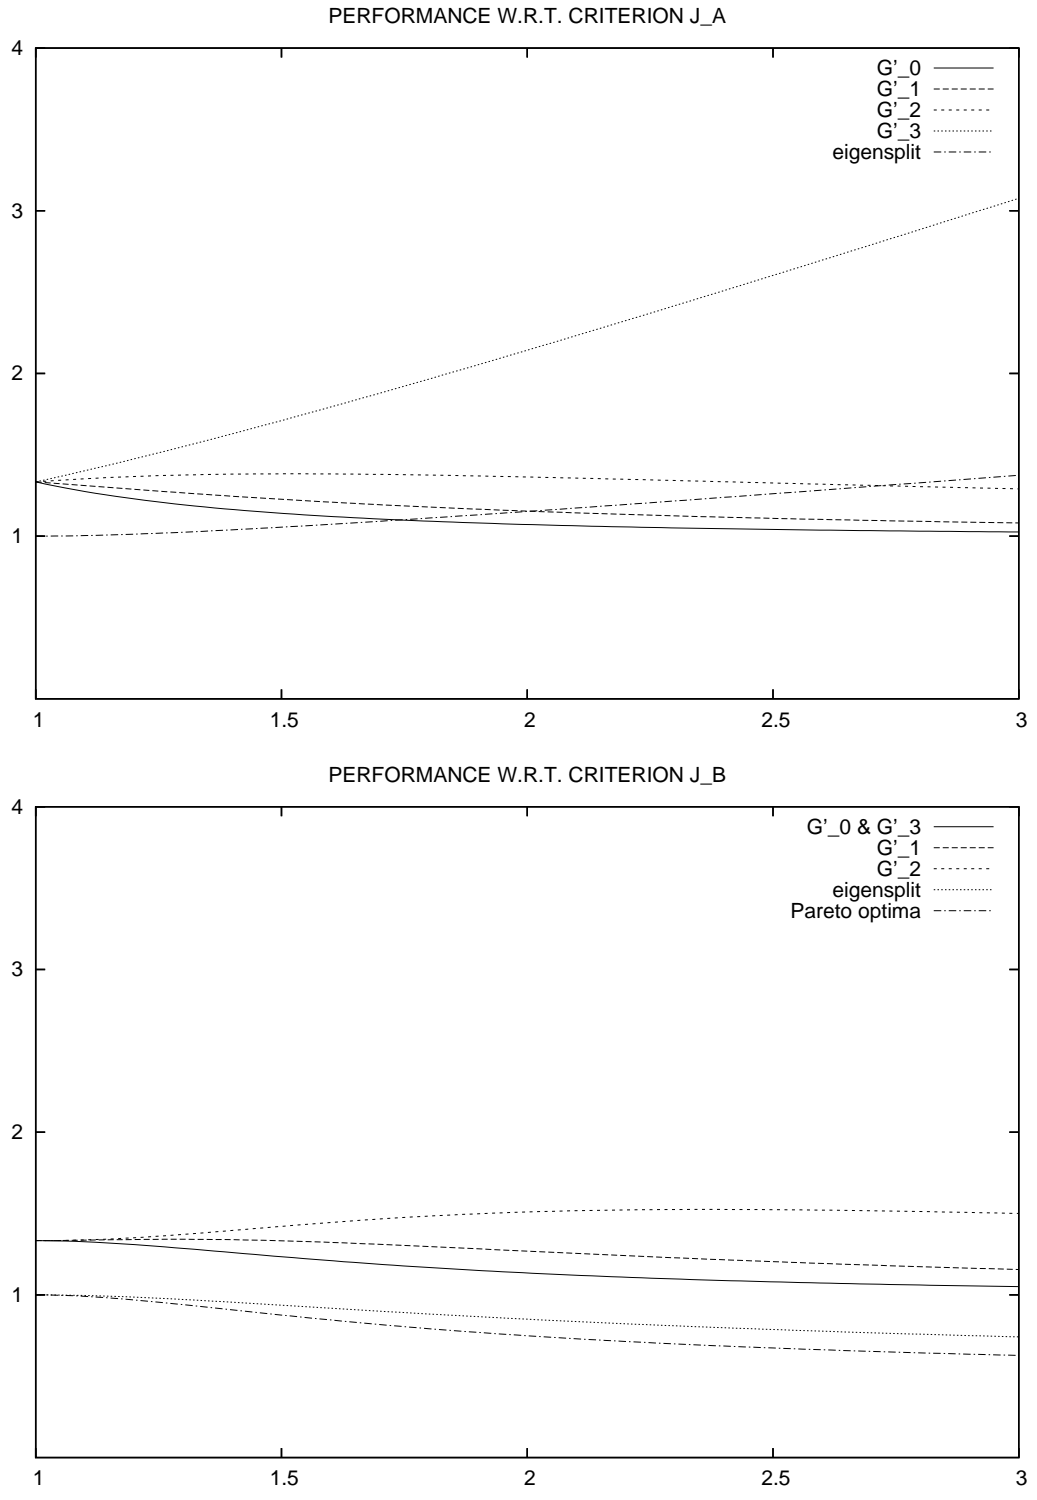 PERFORMANCE W.R.T. CRITERION J_A
4
3
2
1
G'_0
G'_1
G'_2
G'_3
eigensplit
1
1.5
2
2.5
3
PERFORMANCE W.R.T. CRITERION J_B
4
3
2
1
G'_0 & G'_3
G'_1
G'_2
eigensplit
Pareto optima
1
1.5
2
2.5
3